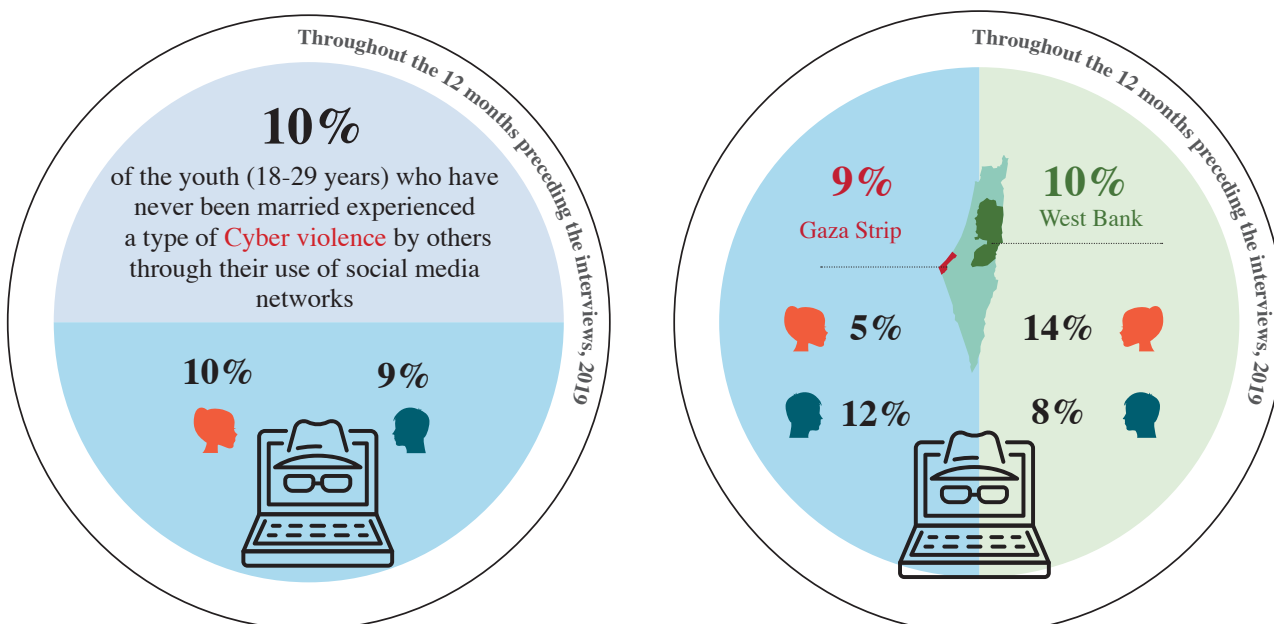 Throughout the 12 months preceding the interviews, 2019
10%
of the youth (18-29 years) who have
never been married experienced
a type of Cyber violence by others
through their use of social media
networks
10%
9%
Throughout the 12 months preceding the interviews, 2019
9%
Gaza Strip
10%
West Bank
5%
14%
12%
8%